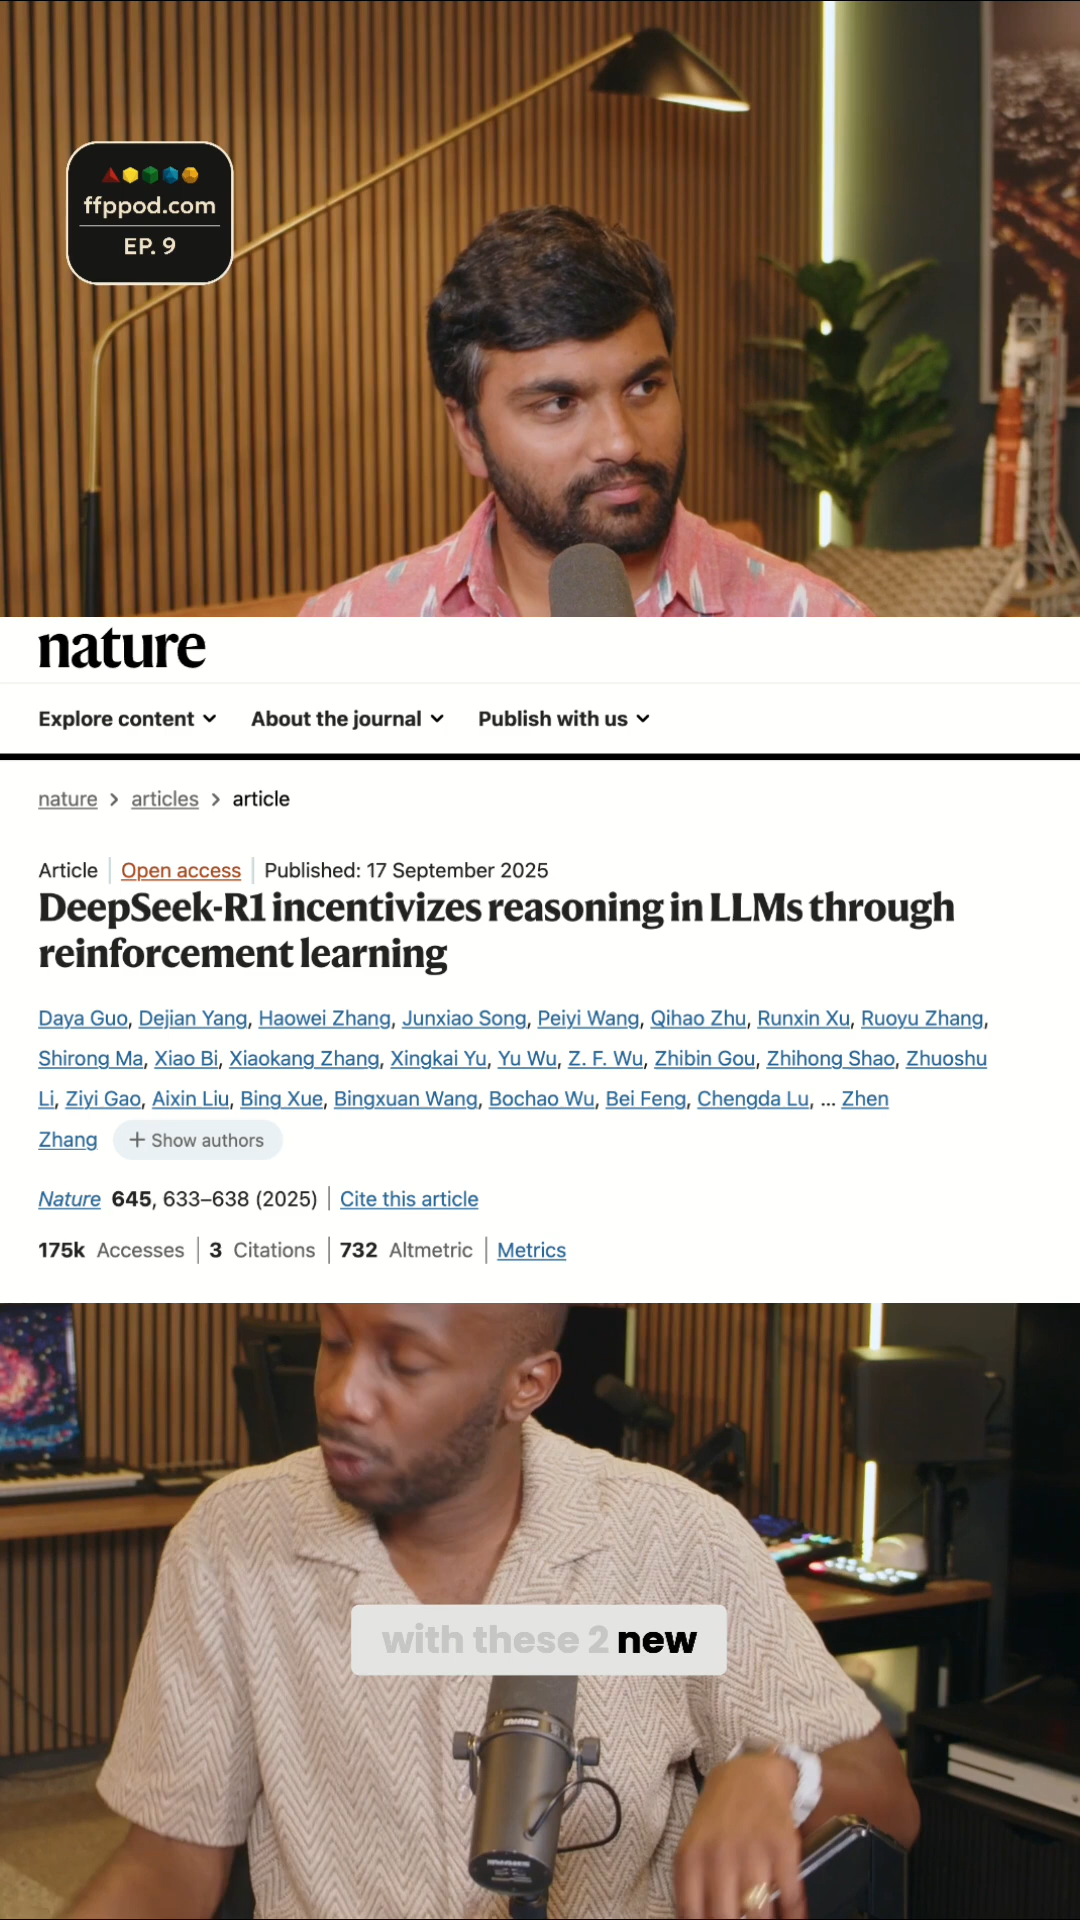 ffppod.com
EP. 9
nature
Explore content About the journal Publish with us
nature > articles > article
Article | Open access | Published: 17 September 2025
DeepSeek-R1 incentivizes reasoning in LLMs through
reinforcement learning
Daya Guo, Dejian Yang, Haowei Zhang, Junxiao Song, Peiyi Wang, Qihao Zhu, Runxin Xu, Ruoyu Zhang,
Shirong Ma, Xiao Bi, Xiaokang Zhang, Xingkai Yu, Yu Wu, Z. F. Wu, Zhibin Gou, Zhihong Shao, Zhuoshu
Li, Ziyi Gao, Aixin Liu, Bing Xue, Bingxuan Wang, Bochao Wu, Bei Feng, Chengda Lu, ... Zhen
Zhang + Show authors
Nature 645, 633–638 (2025) | Cite this article
175k Accesses | 3 Citations | 732 Altmetric | Metrics
with these 2 new